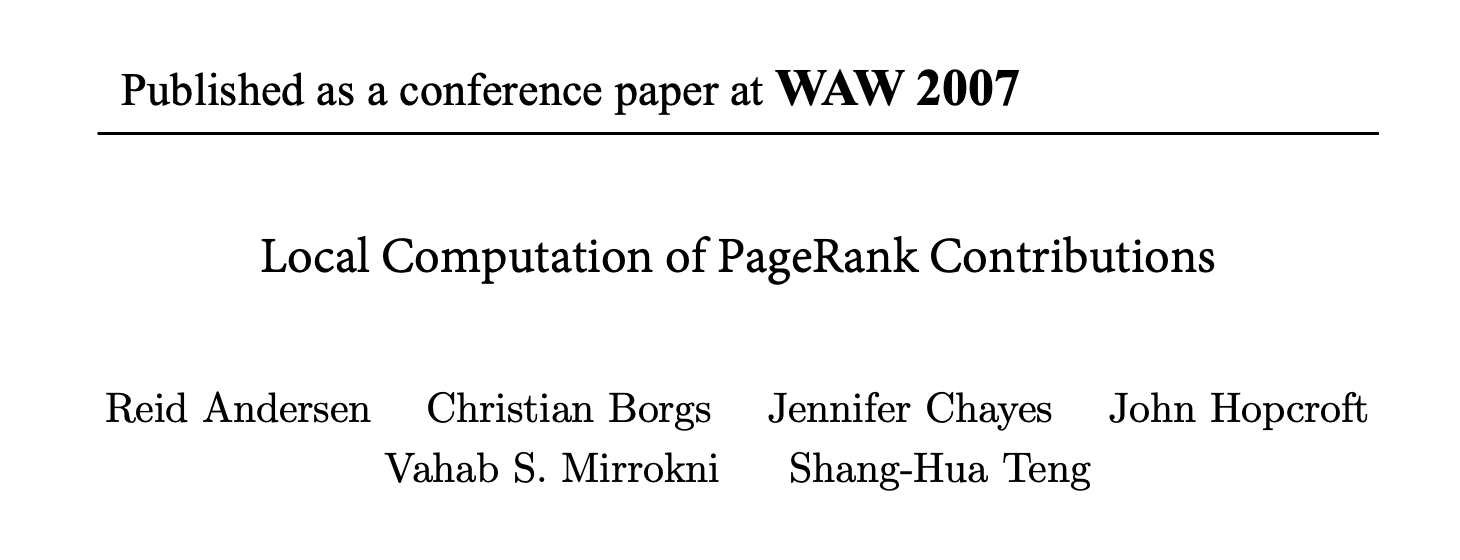 Published as a conference paper at WAW 2007
Local Computation of PageRank Contributions
Reid Andersen Christian Borgs Jennifer Chayes John Hopcroft
Vahab S. Mirrokni Shang-Hua Teng